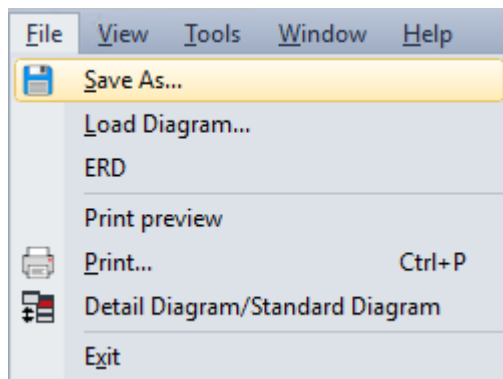 File View Tools Window Help
Save As...
Load Diagram...
ERD
Print preview
Print... Ctrl+P
Detail Diagram/Standard Diagram
Exit